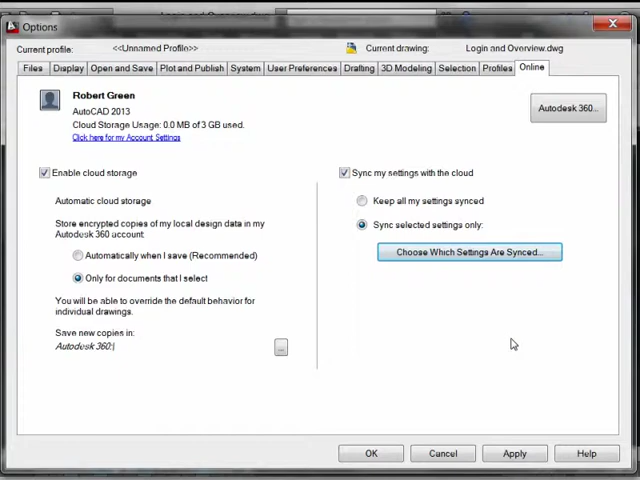 Options
Current profile:
<<Unnamed Profile>>
Current drawing:
Login and Overview.dwg
Files
Display
Open and Save
Plot and Publish
System
User Preferences
Drafting
3D Modeling
Selection
Profiles
Online
Robert Green
AutoCAD 2013
Cloud Storage Usage: 0.0 MB of 3 GB used.
Click here for my Account Settings
Autodesk 360...
Enable cloud storage
Automatic cloud storage
Store encrypted copies of my local design data in my
Autodesk 360 account:
Automatically when I save (Recommended)
Only for documents that I select
You will be able to override the default behavior for
individual drawings.
Save new copies in:
Autodesk 360:|
...
Sync my settings with the cloud
Keep all my settings synced
Sync selected settings only:
Choose Which Settings Are Synced...
OK
Cancel
Apply
Help